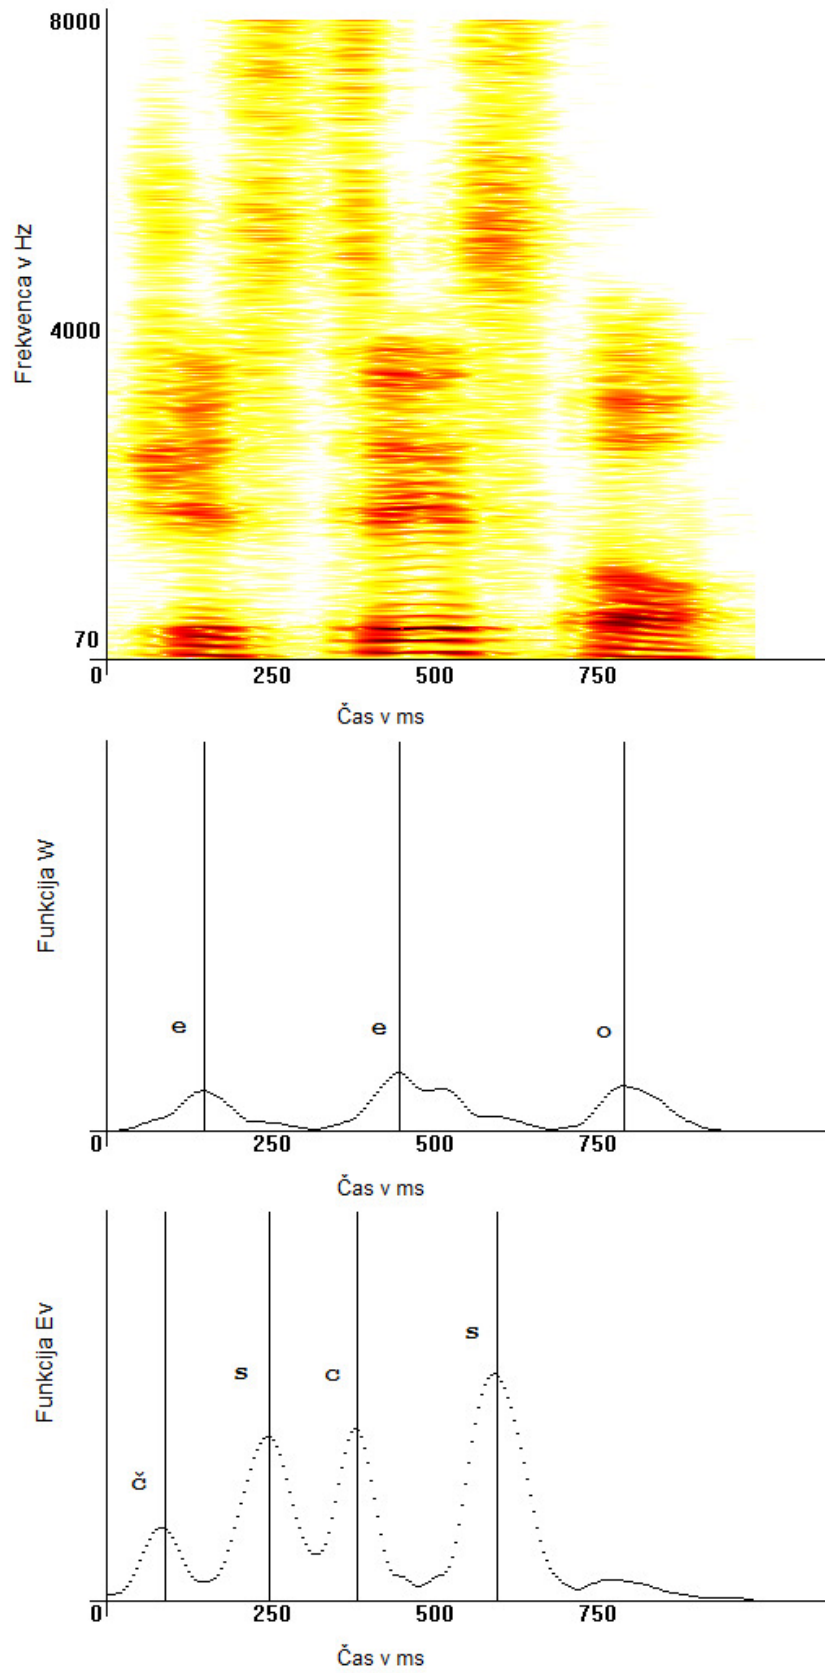 8000
Frekvenca v Hz
4000
70
0 250 500 750
Čas v ms
Funkcija W
e e o
0 250 500 750
Čas v ms
Funkcija Ev
s
s c
č
0 250 500 750
Čas v ms